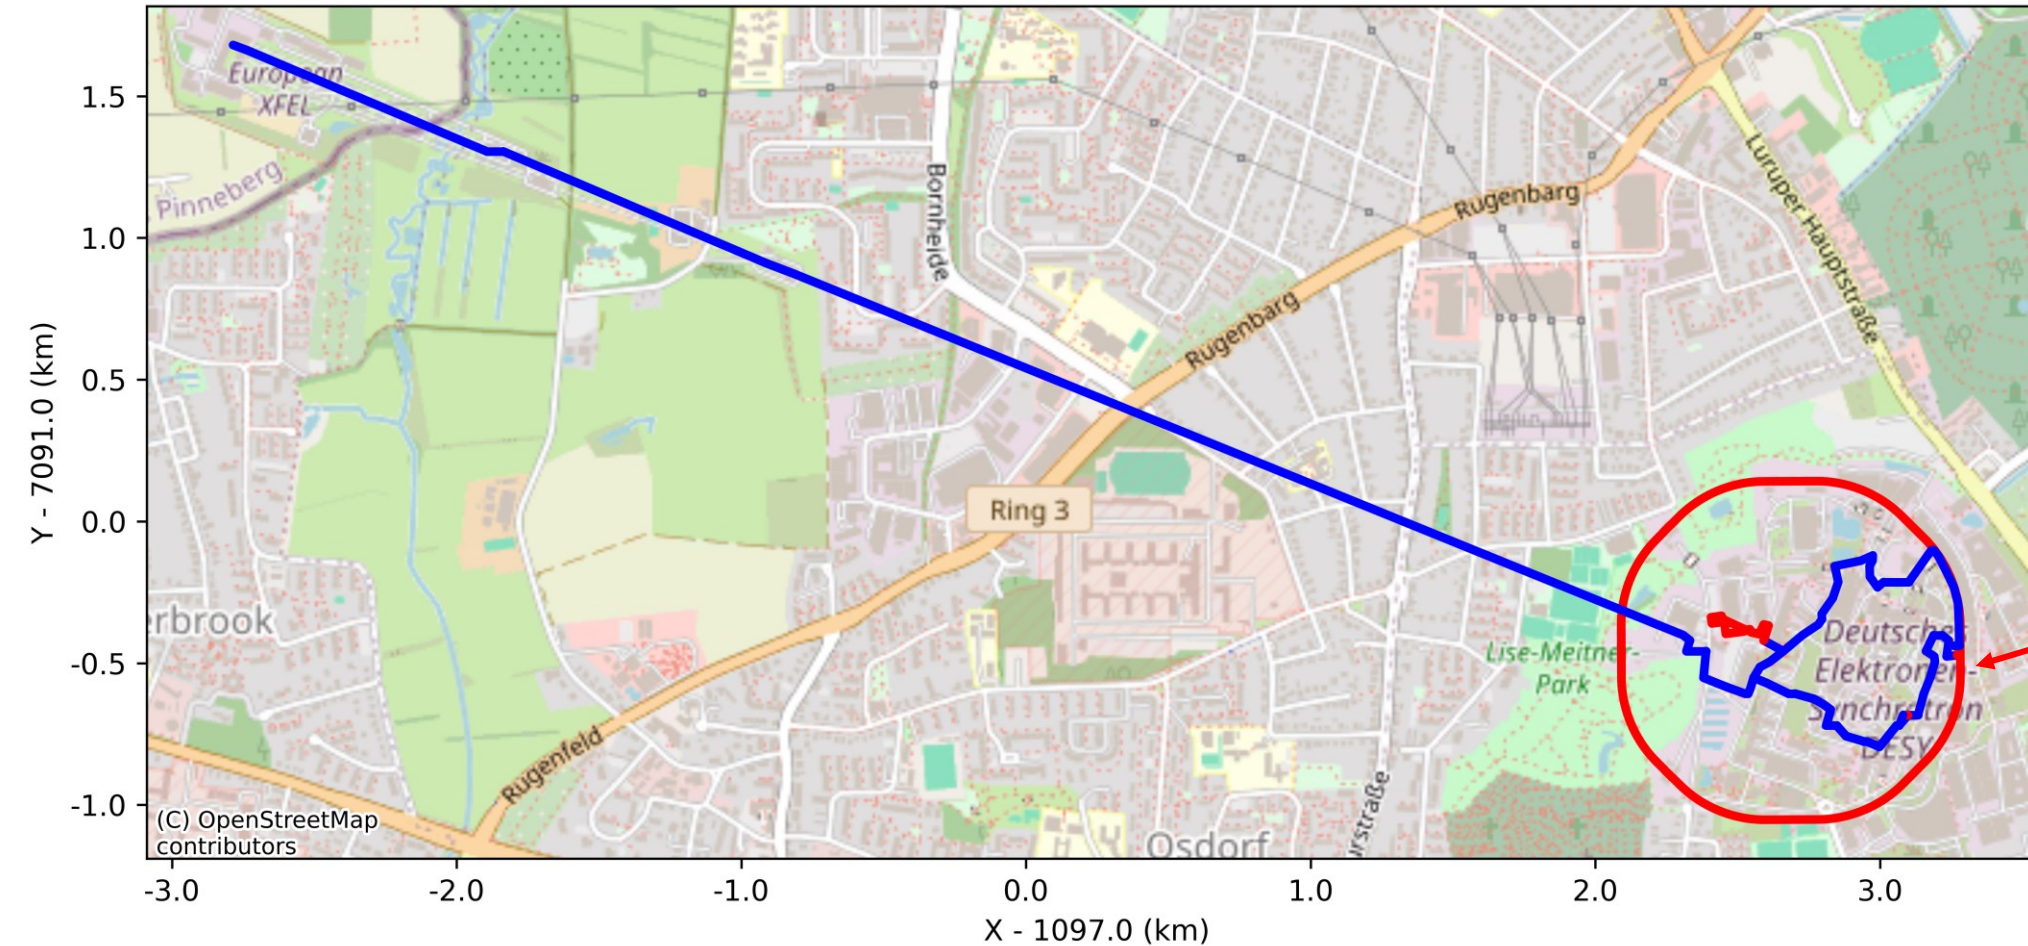 1.5
1.0
0.5
0.0
-0.5
-1.0
Y - 7091.0 (km)
European
XFEL
Pinneberg
Bornheide
Rugenbarg
Luruper Hauptstraße
Rugenbarg
Ring 3
erbrook
Lise-Meitner-
Park
Deutsches
Elektronen-
Synchrotron
DESY
Rugenfeld
Osdorf
rstraße
(C) OpenStreetMap
contributors
-3.0 -2.0 -1.0 0.0 1.0 2.0 3.0
X - 1097.0 (km)